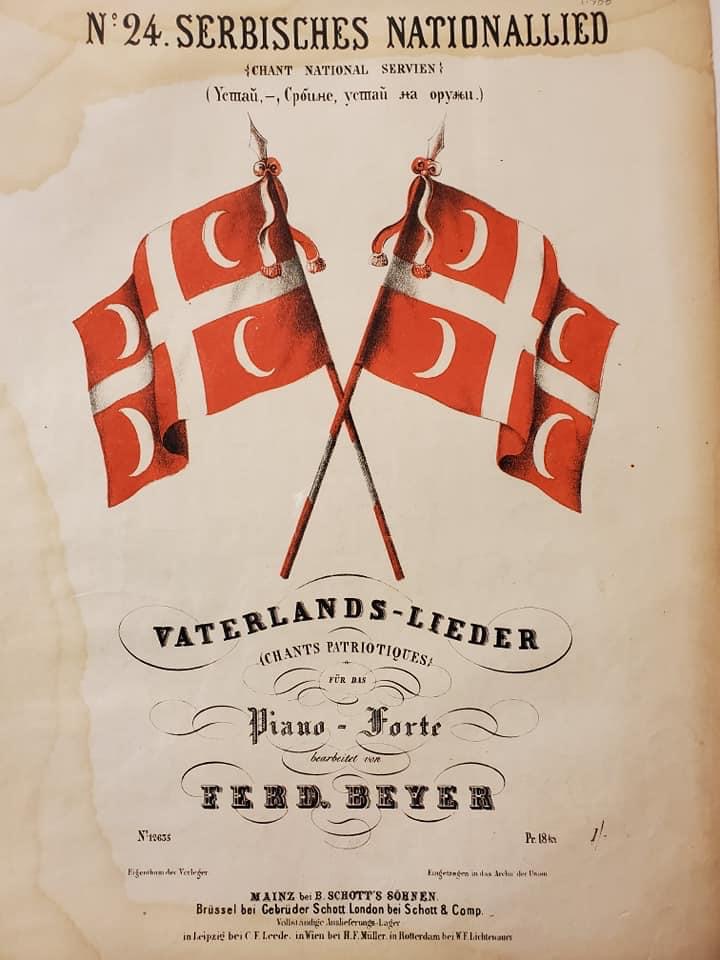 Nº 24. SERBISCHES NATIONALLIED
{CHANT NATIONAL SERVIEN}
(Устай, –, Србине, устай на оружи.)
VATERLANDS-LIEDER
(CHANTS PATRIOTIQUES)
FÜR DAS
Piano - Forte
bearbeitet von
FERD. BEYER
Nº 12635
Pr. 18 kr
1/-
Eigenthum der Verleger.
Eingetragen in das Archiv der Union.
MAINZ bei B. SCHOTT'S SÖHNEN.
Brüssel bei Gebrüder Schott. London bei Schott & Comp.
Vollständige Auslieferungs-Lager
in Leipzig bei C. F. Leede. in Wien bei H. F. Müller. in Rotterdam bei W. F. Lichtenauer